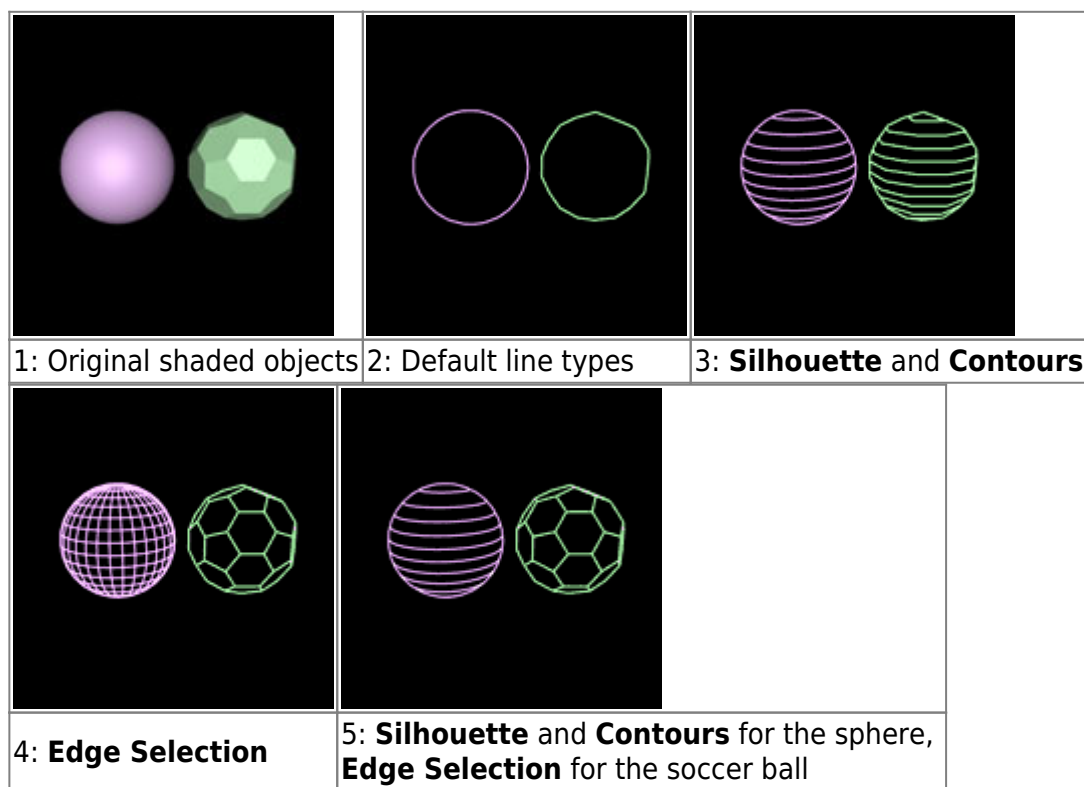 1: Original shaded objects
2: Default line types
3: Silhouette and Contours
4: Edge Selection
5: Silhouette and Contours for the sphere,
Edge Selection for the soccer ball